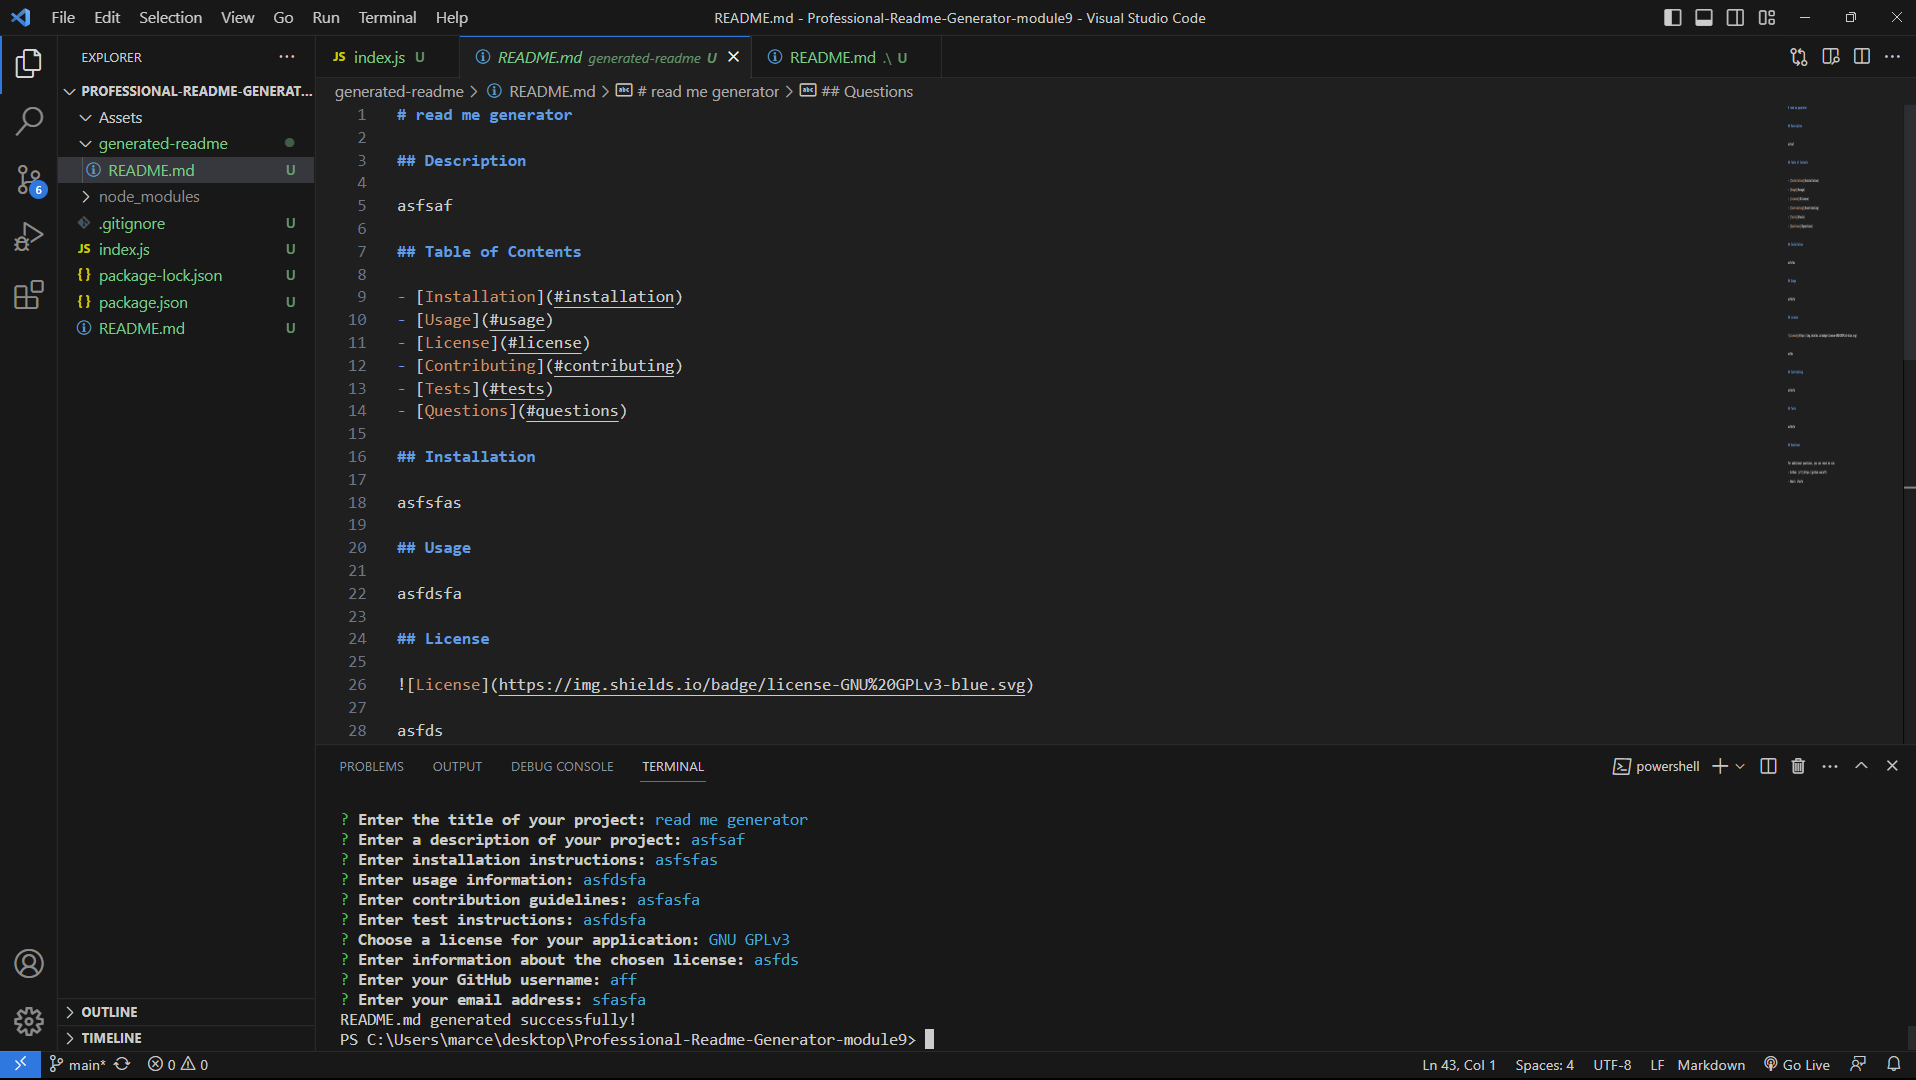 File Edit Selection View Go Run Terminal Help README.md - Professional-Readme-Generator-module9 - Visual Studio Code
EXPLORER
PROFESSIONAL-README-GENERAT...
Assets
generated-readme
README.md U
node_modules
.gitignore U
JS index.js U
{} package-lock.json U
{} package.json U
README.md U
OUTLINE
TIMELINE
6
JS index.js U README.md generated-readme U README.md .\ U
generated-readme > README.md > # read me generator > ## Questions
1 # read me generator
2
3 ## Description
4
5 asfsaf
6
7 ## Table of Contents
8
9 - [Installation](#installation)
10 - [Usage](#usage)
11 - [License](#license)
12 - [Contributing](#contributing)
13 - [Tests](#tests)
14 - [Questions](#questions)
15
16 ## Installation
17
18 asfsfas
19
20 ## Usage
21
22 asfdsfa
23
24 ## License
25
26 ![License](https://img.shields.io/badge/license-GNU%20GPLv3-blue.svg)
27
28 asfds
PROBLEMS OUTPUT DEBUG CONSOLE TERMINAL powershell
? Enter the title of your project: read me generator
? Enter a description of your project: asfsaf
? Enter installation instructions: asfsfas
? Enter usage information: asfdsfa
? Enter contribution guidelines: asfasfa
? Enter test instructions: asfdsfa
? Choose a license for your application: GNU GPLv3
? Enter information about the chosen license: asfds
? Enter your GitHub username: aff
? Enter your email address: sfasfa
README.md generated successfully!
PS C:\Users\marce\desktop\Professional-Readme-Generator-module9>
main* 0 0 Ln 43, Col 1 Spaces: 4 UTF-8 LF Markdown Go Live